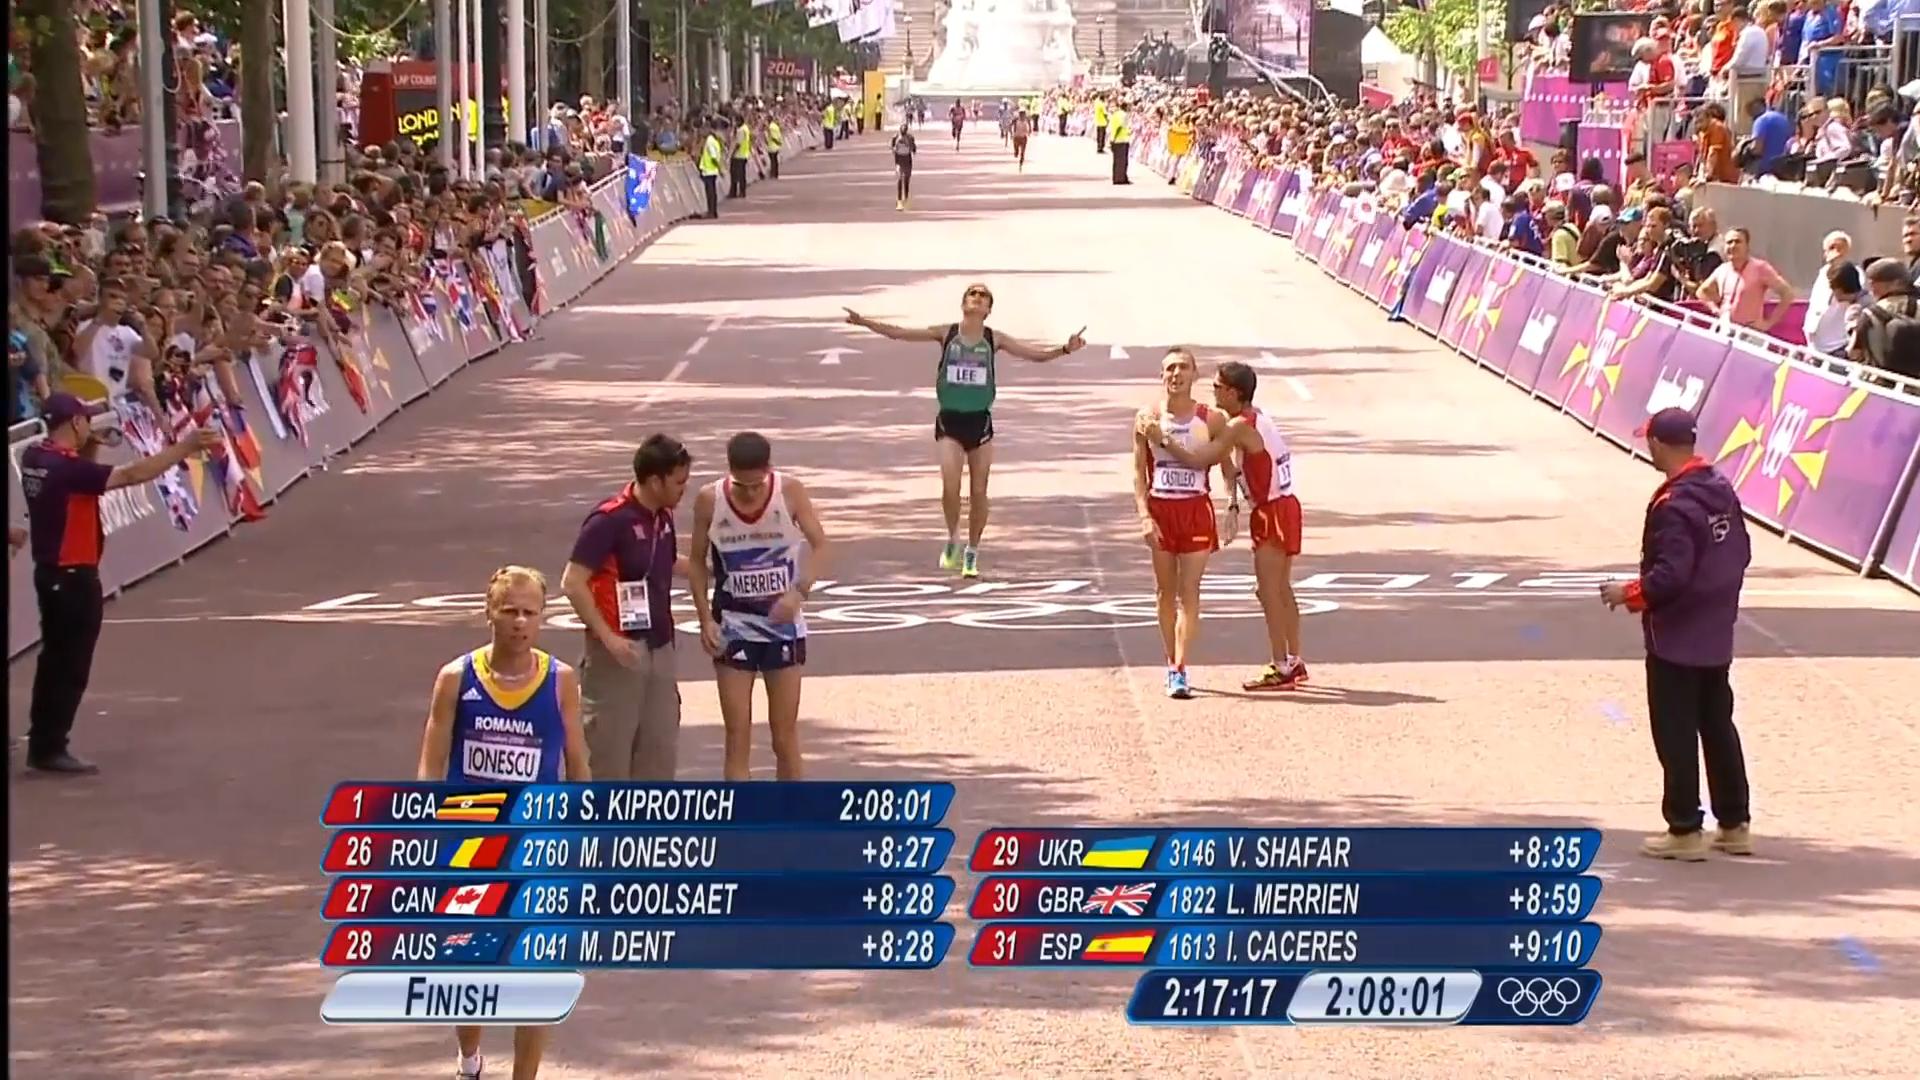 LAP COUNT
LONDON
200m
LEE
CASTILLEJO
GREAT BRITAIN
MERRIEN
LONDON 2012
ROMANIA
London 2012
IONESCU
1 UGA 3113 S. KIPROTICH 2:08:01
26 ROU 2760 M. IONESCU +8:27
27 CAN 1285 R. COOLSAET +8:28
28 AUS 1041 M. DENT +8:28
29 UKR 3146 V. SHAFAR +8:35
30 GBR 1822 L. MERRIEN +8:59
31 ESP 1613 I. CACERES +9:10
FINISH
2:17:17 2:08:01